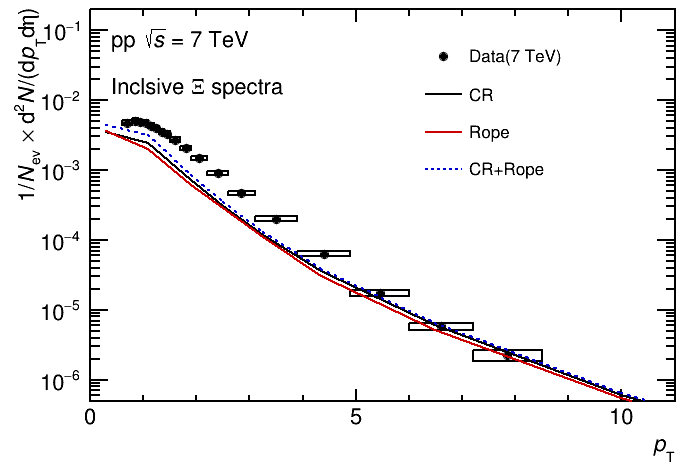 pp √s = 7 TeV
Inclsive Ξ spectra
Data(7 TeV)
CR
Rope
CR+Rope
1/N_ev × d²N/(dp_T dη)
10⁻¹
10⁻²
10⁻³
10⁻⁴
10⁻⁵
10⁻⁶
0 5 10
p_T